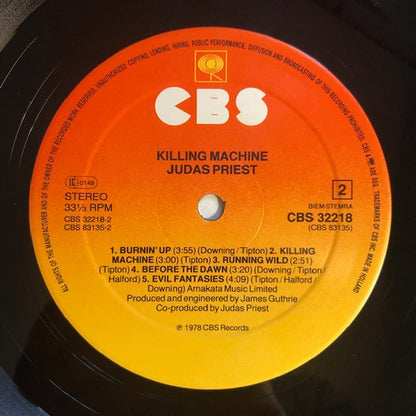 UNAUTHORIZED COPYING, LENDING, HIRING, PUBLIC PERFORMANCE, DIFFUSION AND BROADCASTING OF THIS RECORD PROHIBITED
ALL RIGHTS OF THE MANUFACTURER AND OF THE OWNER OF THE RECORDED WORK RESERVED.
TRADEMARKS OF CBS INC. MADE IN HOLLAND
CBS
KILLING MACHINE
JUDAS PRIEST
0149
STEREO
33⅓ RPM
CBS 32218-2
CBS 83135-2
2
BIEM-STEMRA
CBS 32218
(CBS 83135)
1. BURNIN' UP (3:55) (Downing / Tipton) 2. KILLING
MACHINE (3:00) (Tipton) 3. RUNNING WILD (2:51)
(Tipton) 4. BEFORE THE DAWN (3:20) (Downing / Tipton /
Halford) 5. EVIL FANTASIES (4:09) (Tipton / Halford /
Downing) Arnakata Music Limited
Produced and engineered by James Guthrie
Co-produced by Judas Priest
℗ 1978 CBS Records